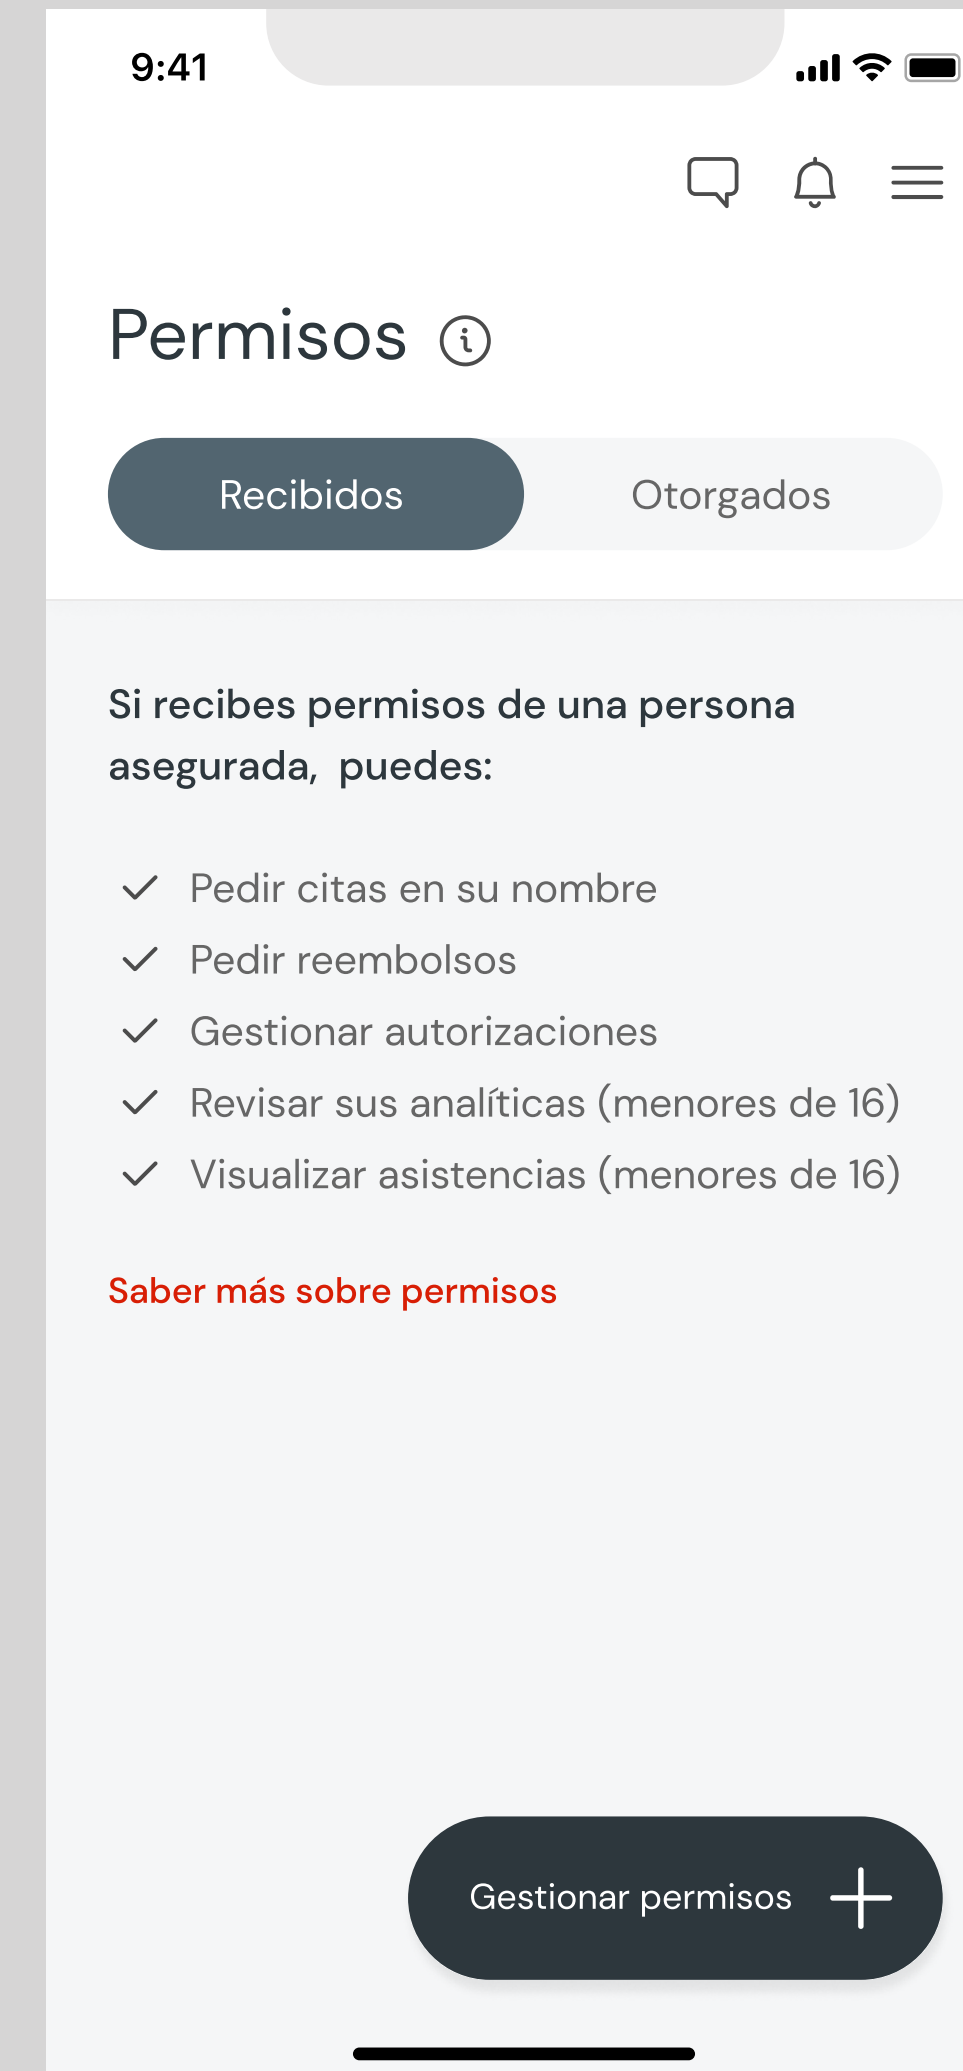 9:41
Permisos
Recibidos
Otorgados
Si recibes permisos de una persona
asegurada,  puedes:
Pedir citas en su nombre
Pedir reembolsos
Gestionar autorizaciones
Revisar sus analíticas (menores de 16)
Visualizar asistencias (menores de 16)
Saber más sobre permisos
Gestionar permisos